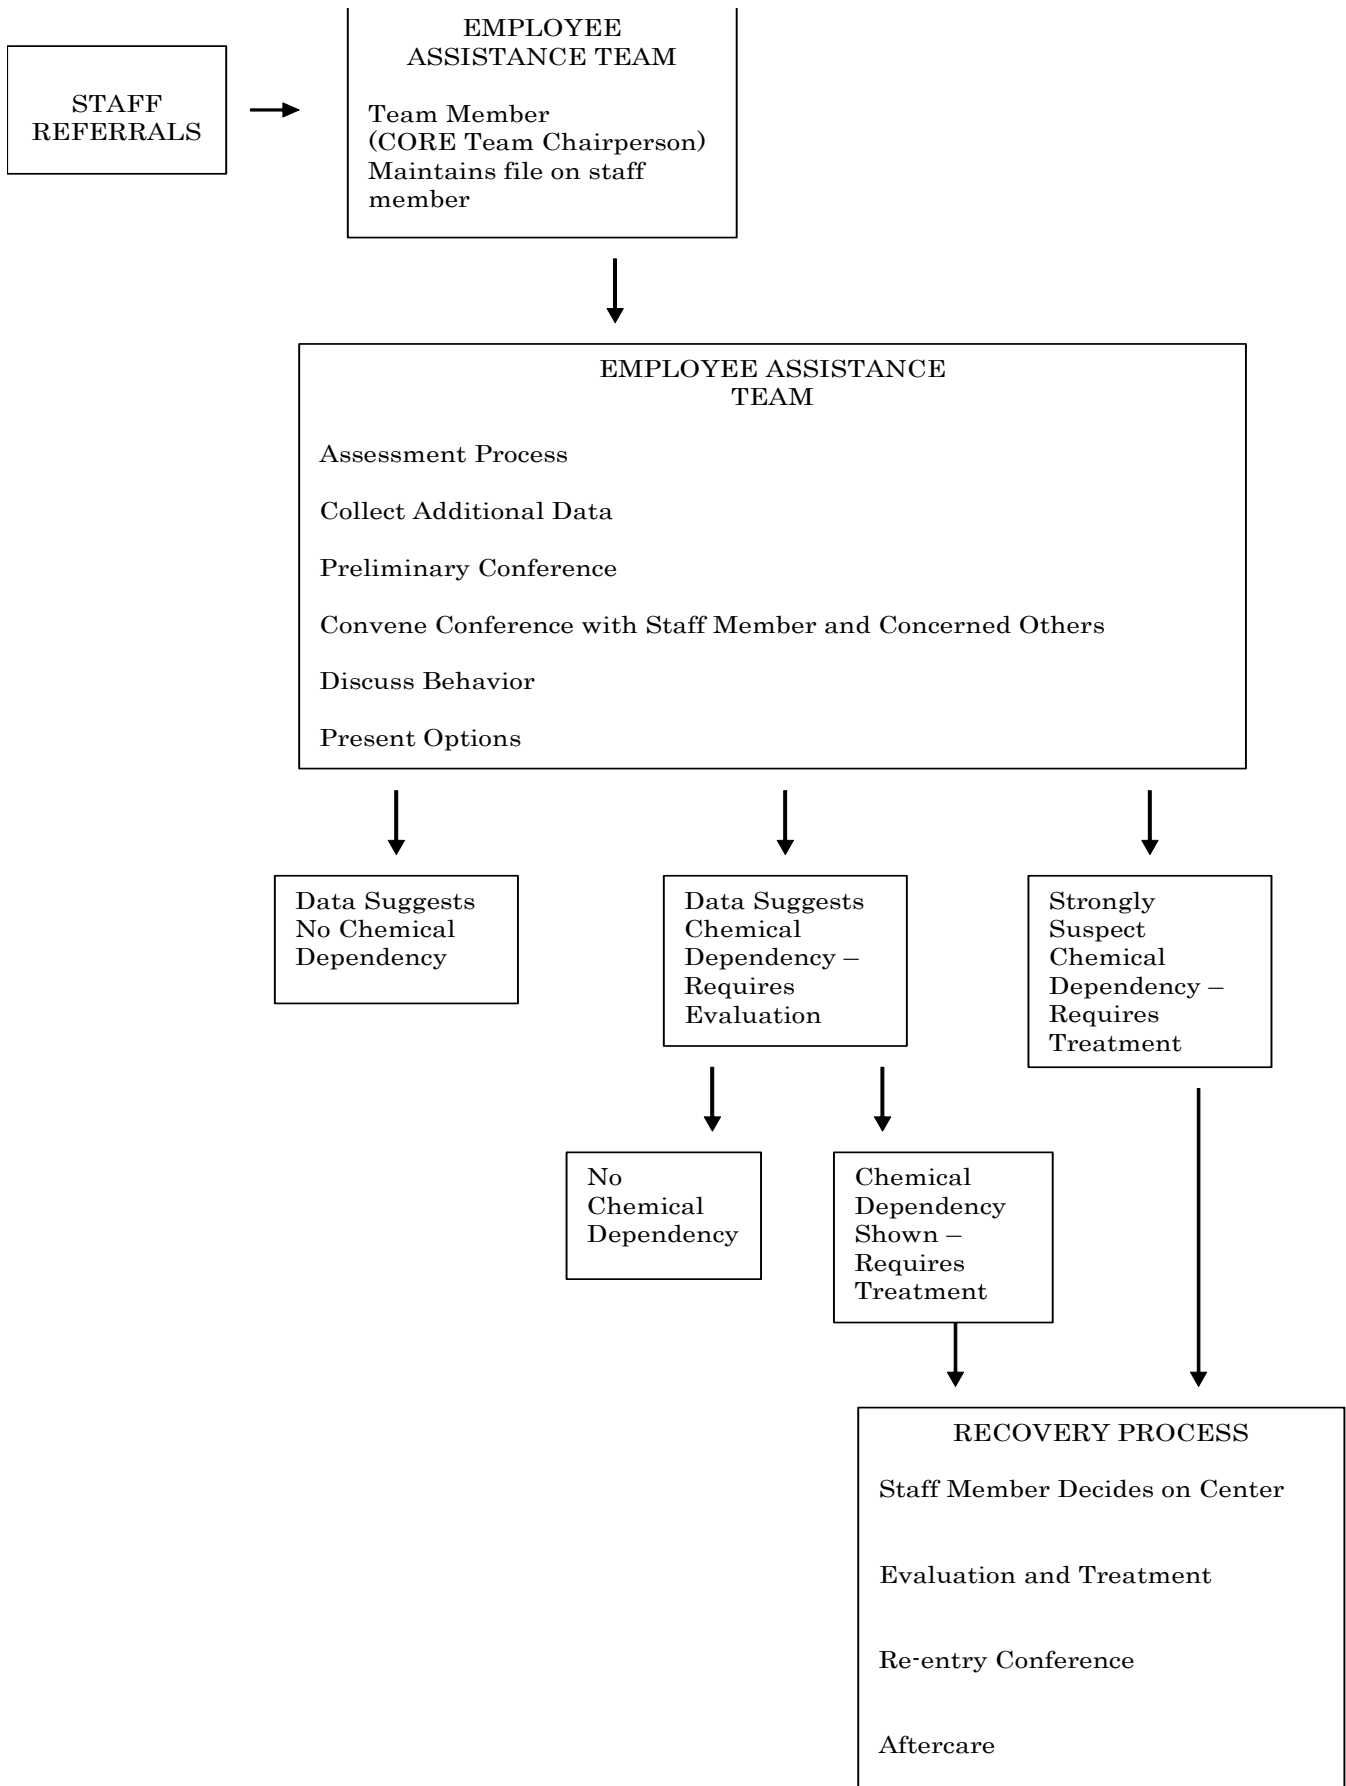 STAFF
REFERRALS
EMPLOYEE
ASSISTANCE TEAM
Team Member
(CORE Team Chairperson)
Maintains file on staff
member
EMPLOYEE ASSISTANCE
TEAM
Assessment Process
Collect Additional Data
Preliminary Conference
Convene Conference with Staff Member and Concerned Others
Discuss Behavior
Present Options
Data Suggests
No Chemical
Dependency
Data Suggests
Chemical
Dependency –
Requires
Evaluation
Strongly
Suspect
Chemical
Dependency –
Requires
Treatment
No
Chemical
Dependency
Chemical
Dependency
Shown –
Requires
Treatment
RECOVERY PROCESS
Staff Member Decides on Center
Evaluation and Treatment
Re-entry Conference
Aftercare